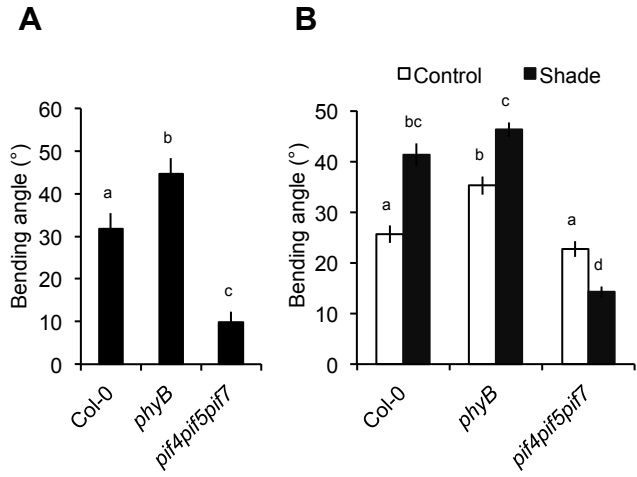 A
Bending angle (°)
60
50
40
30
20
10
0
a
b
c
Col-0
phyB
pif4pif5pif7
B
Control
Shade
Bending angle (°)
50
40
30
20
10
0
a
bc
b
c
a
d
Col-0
phyB
pif4pif5pif7